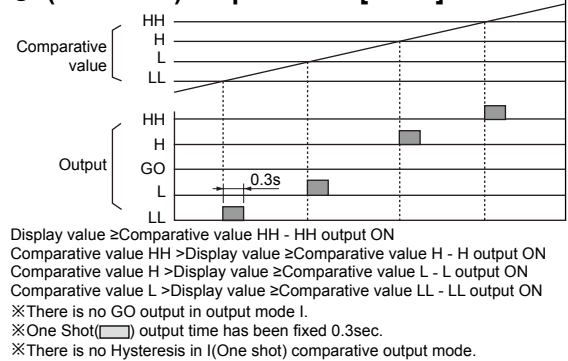 HH
H
L
LL
Comparative
value
HH
H
GO
L
LL
Output
0.3s
Display value ≥Comparative value HH - HH output ON
Comparative value HH >Display value ≥Comparative value H - H output ON
Comparative value H >Display value ≥Comparative value L - L output ON
Comparative value L >Display value ≥Comparative value LL - LL output ON
※There is no GO output in output mode I.
※One Shot( ) output time has been fixed 0.3sec.
※There is no Hysteresis in I(One shot) comparative output mode.